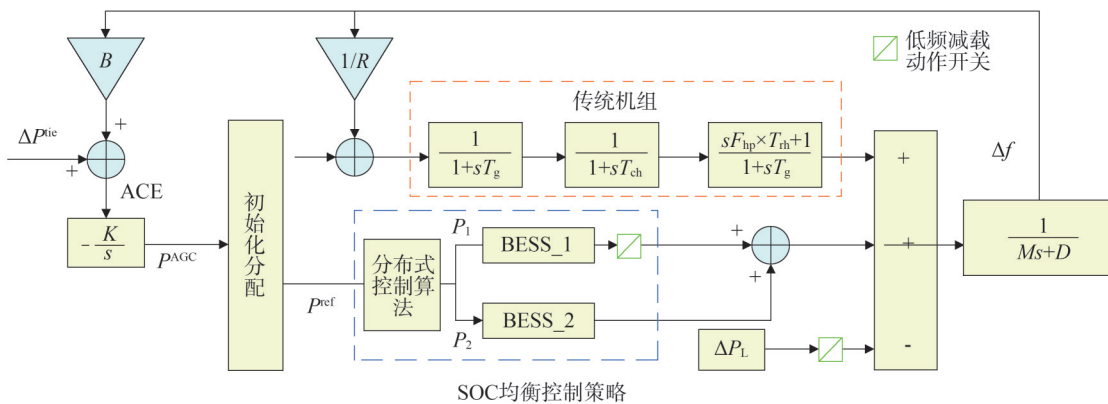 B
1/R
低频减载
动作开关
传统机组
ΔP^tie
+
+
ACE
1
1+sT_g
1
1+sT_ch
sF_hp×T_rh+1
1+sT_g
+
Δf
-K/s
P^AGC
初始化分配
P^ref
分布式
控制算
法
P_1
BESS_1
+
+
P_2
BESS_2
+
1
Ms+D
ΔP_L
-
SOC均衡控制策略